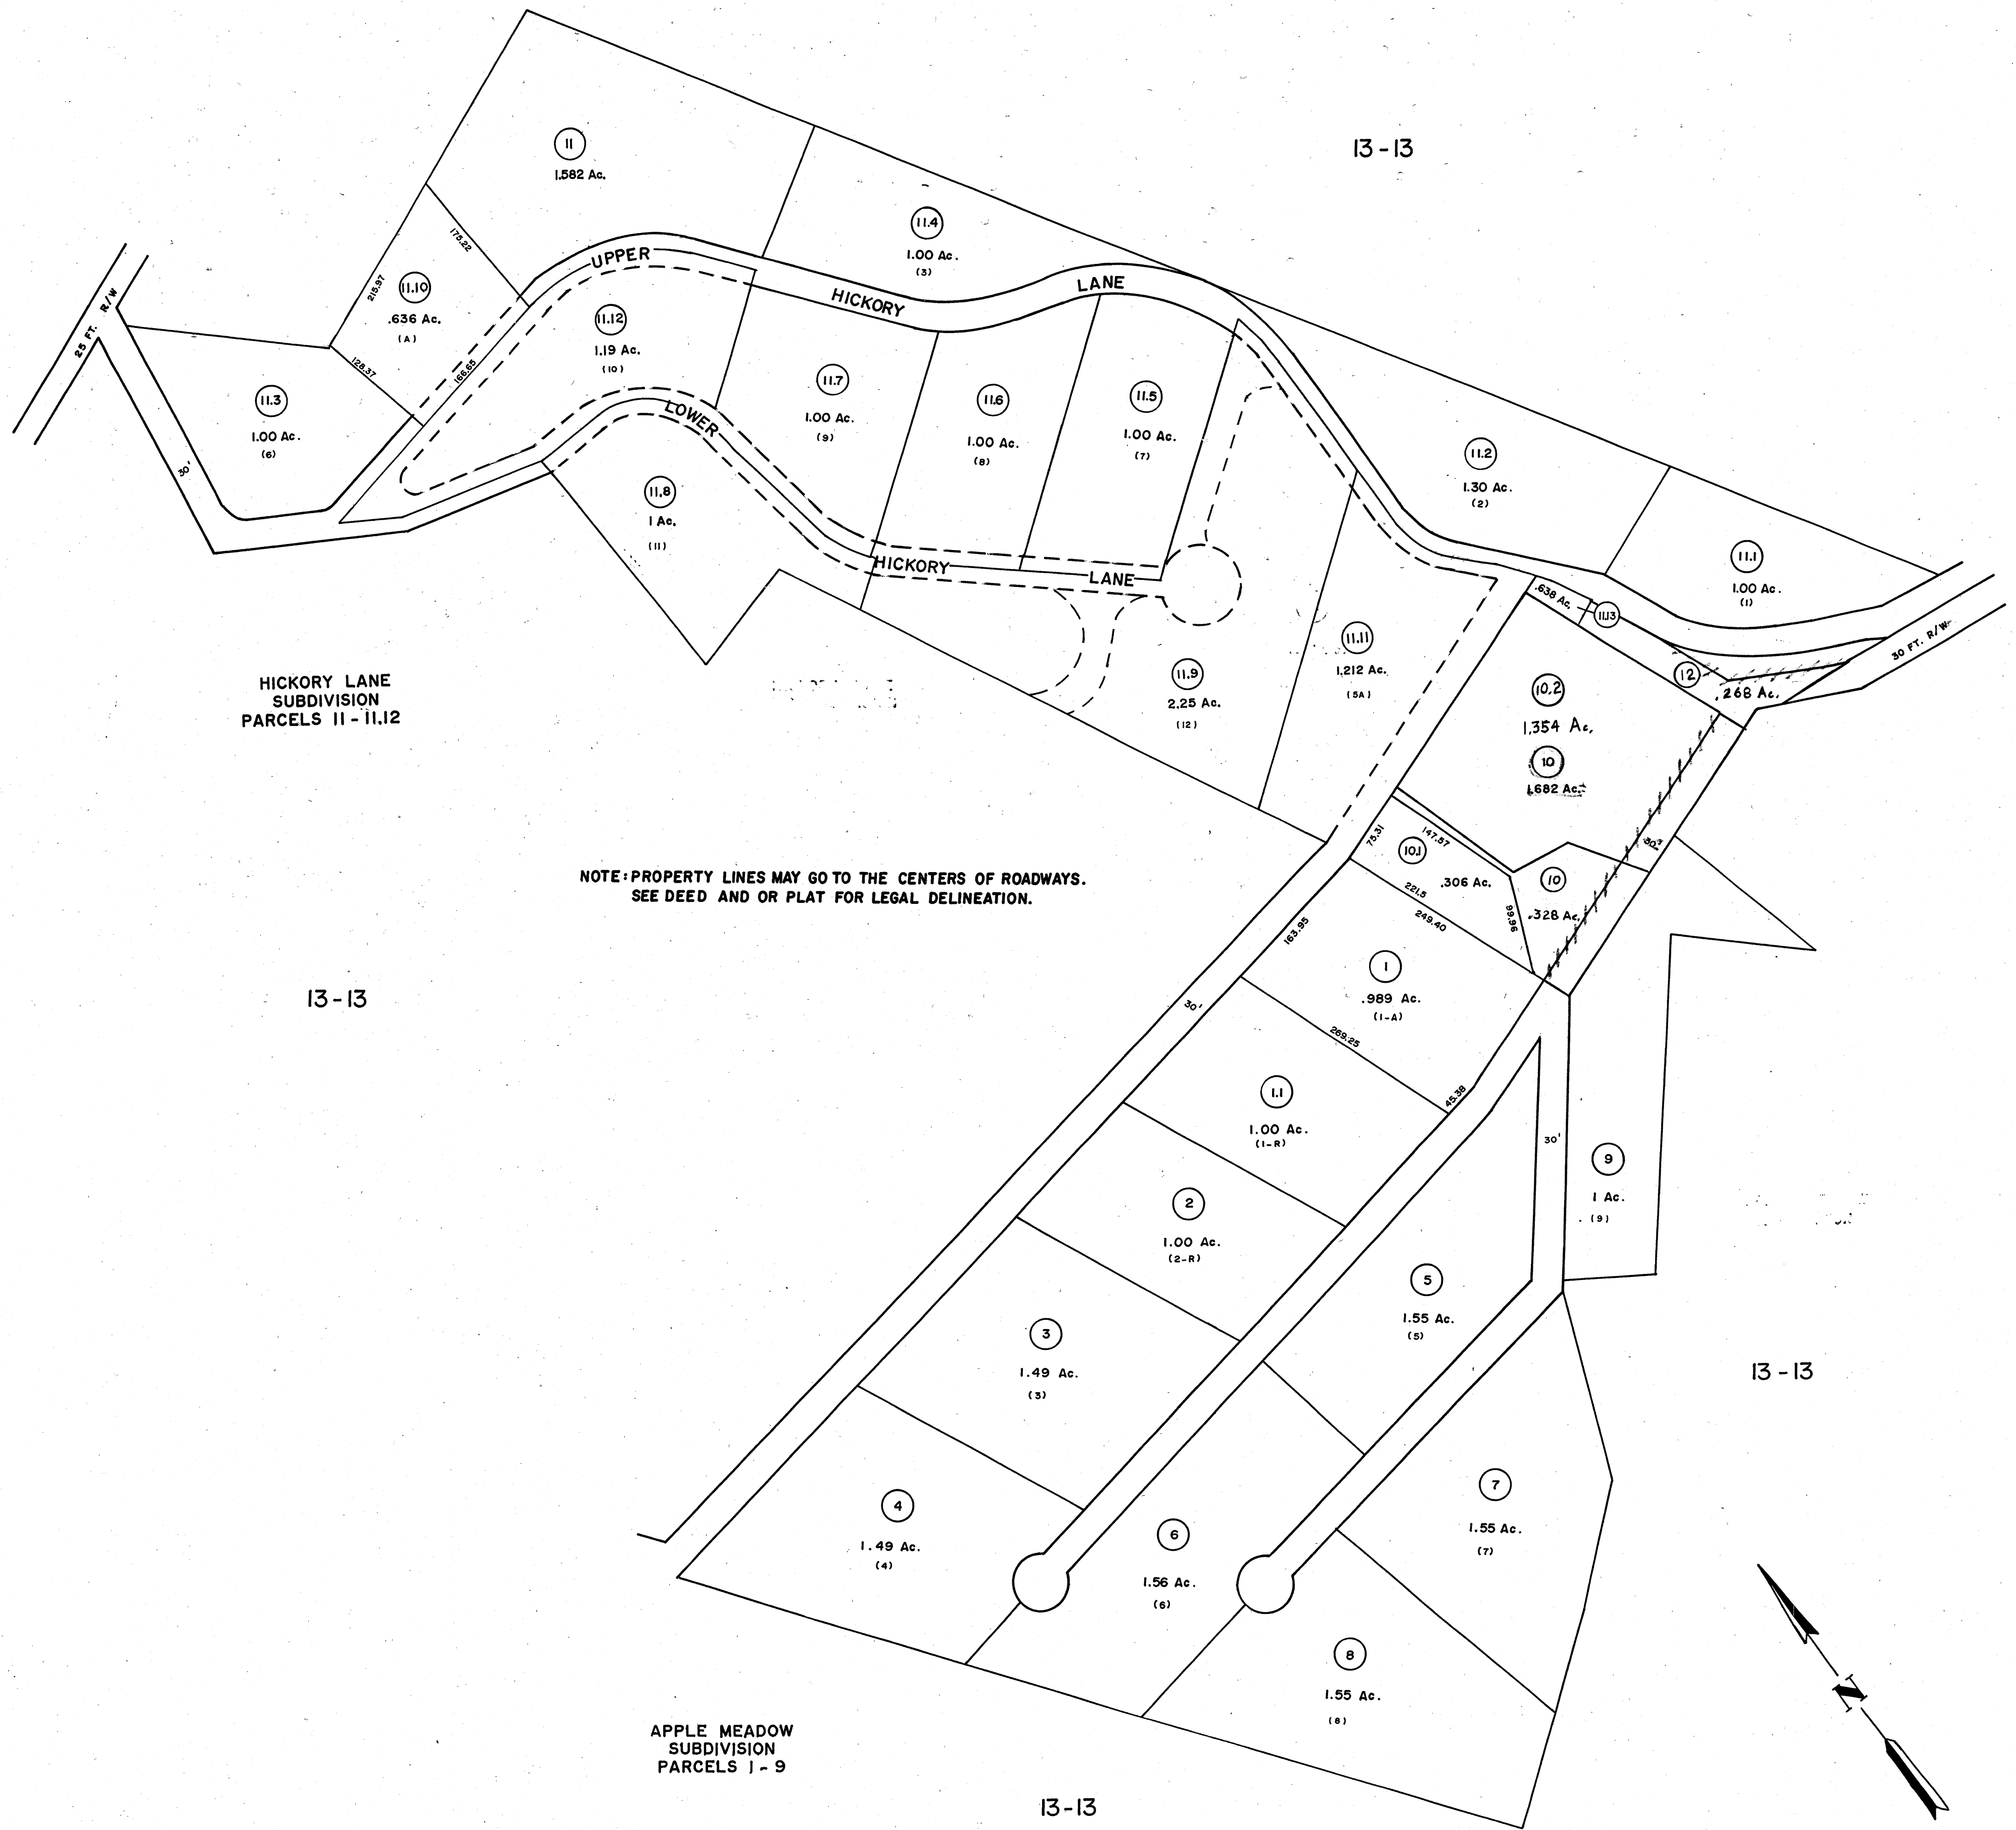 13-13
11
1.582 Ac.
11.4
1.00 Ac.
(3)
175.22
215.97
11.10
.636 Ac.
(A)
128.37
166.65
UPPER
HICKORY
LANE
25 FT. R/W
11.12
1.19 Ac.
(10)
11.3
1.00 Ac.
(6)
30'
LOWER
11.7
1.00 Ac.
(9)
11.6
1.00 Ac.
(8)
11.5
1.00 Ac.
(7)
11.2
1.30 Ac.
(2)
11.8
1 Ac.
(11)
HICKORY
LANE
11.1
1.00 Ac.
(1)
.638 Ac.
11.13
30 FT. R/W
11.11
1.212 Ac.
(5A)
11.9
2.25 Ac.
(12)
12
.268 Ac.
10.2
1.354 Ac.
10
1.682 Ac.
HICKORY LANE
SUBDIVISION
PARCELS 11-11.12
75.31
147.57
10.1
.306 Ac.
221.5
249.40
99.96
10
.328 Ac.
30'
NOTE: PROPERTY LINES MAY GO TO THE CENTERS OF ROADWAYS.
SEE DEED AND OR PLAT FOR LEGAL DELINEATION.
163.95
1
.989 Ac.
(1-A)
13-13
30'
269.25
45.38
1.1
1.00 Ac.
(1-R)
30'
9
1 Ac.
(9)
2
1.00 Ac.
(2-R)
5
1.55 Ac.
(5)
3
1.49 Ac.
(3)
13-13
4
1.49 Ac.
(4)
6
1.56 Ac.
(6)
7
1.55 Ac.
(7)
8
1.55 Ac.
(8)
N
APPLE MEADOW
SUBDIVISION
PARCELS 1-9
13-13